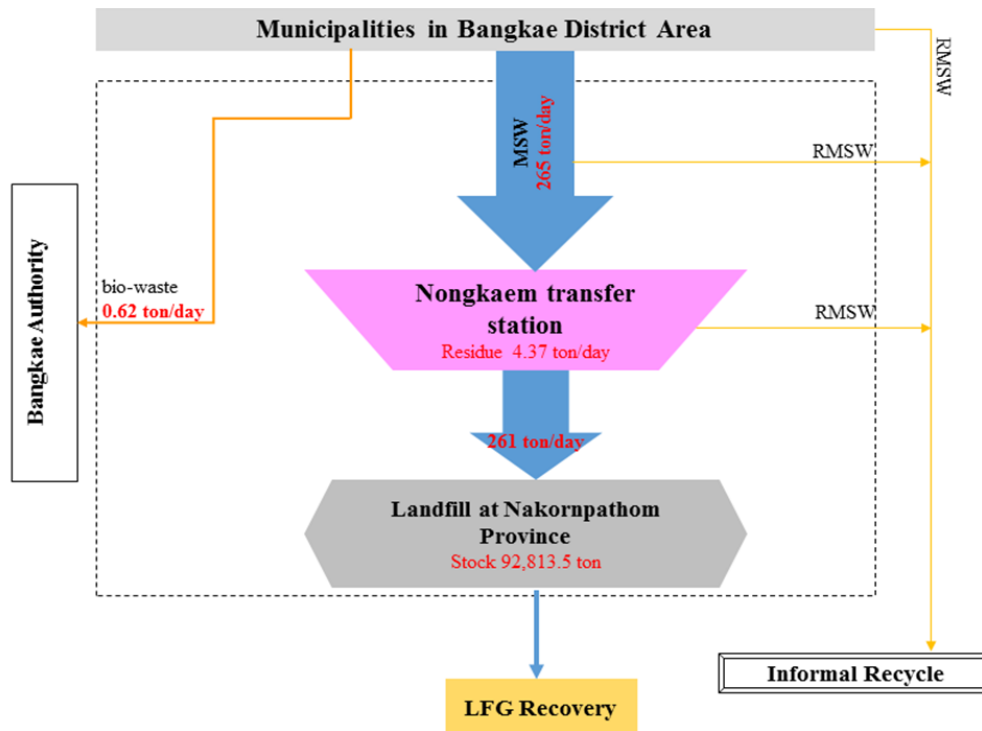 Municipalities in Bangkae District Area
RMSW
MSW
265 ton/day
RMSW
Bangkae Authority
bio-waste
0.62 ton/day
Nongkaem transfer
station
Residue 4.37 ton/day
RMSW
261 ton/day
Landfill at Nakornpathom
Province
Stock 92,813.5 ton
Informal Recycle
LFG Recovery